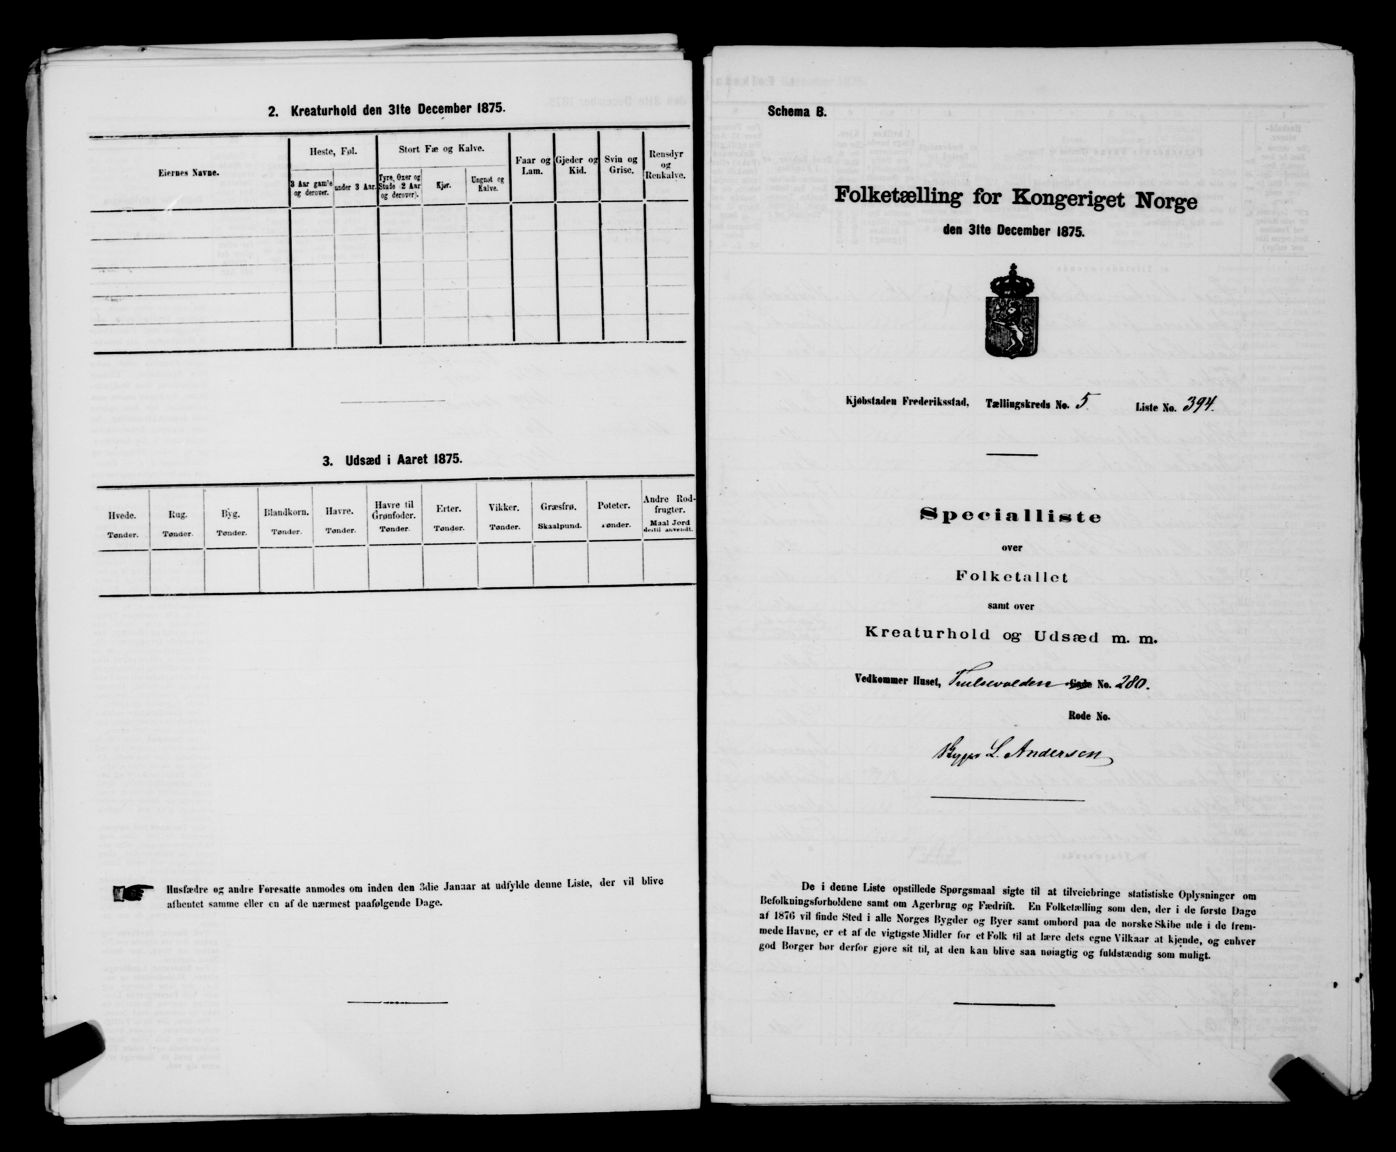 2. Kreaturhold den 31te December 1875.
Eiernes Navne.
Heste, Føl.
Stort Fæ og Kalve.
Faar og
Lam.
Gjeder og
Kid.
Svin og
Grise.
Rensdyr
og
Renkalve.
3 Aar gamle
og derover.
under 3 Aar.
Tyre, Oxer og
Stude (2 Aar
og derover).
Kjør.
Ungnøt og
Kalve.
3. Udsæd i Aaret 1875.
Hvede.
Tønder.
Rug.
Tønder.
Byg.
Tønder.
Blandkorn.
Tønder.
Havre.
Tønder.
Havre til
Grønfoder.
Tønder.
Erter.
Tønder.
Vikker.
Tønder.
Græsfrø.
Skaalpund.
Poteter.
Tønder.
Andre Rod-
frugter.
Maal Jord
dertil anvendt.
Husfædre og andre Foresatte anmodes om inden den 3die Januar at udfylde denne Liste, der vil blive
afhentet samme eller en af de nærmest paafølgende Dage.
Schema B.
Folketælling for Kongeriget Norge
den 31te December 1875.
Kjøbstaden Frederiksstad, Tællingskreds No. 5. Liste No. 394.
Specialliste
over
Folketallet
samt over
Kreaturhold og Udsæd m. m.
Vedkommer Huset, No. 280.
Rode No.
L. Andersen
De i denne Liste opstillede Spørgsmaal sigte til at tilveiebringe statistiske Oplysninger om
Befolkningsforholdene samt om Agerbrug og Fædrift. En Folketælling som den, der i de første Dage
af 1876 vil finde Sted i alle Norges Bygder og Byer samt ombord paa de norske Skibe ude i de frem-
mede Havne, er et af de vigtigste Midler for et Folk til at lære dets egne Vilkaar at kjende, og enhver
god Borger bør derfor gjøre sit til, at den kan blive saa nøiagtig og fuldstændig som muligt.